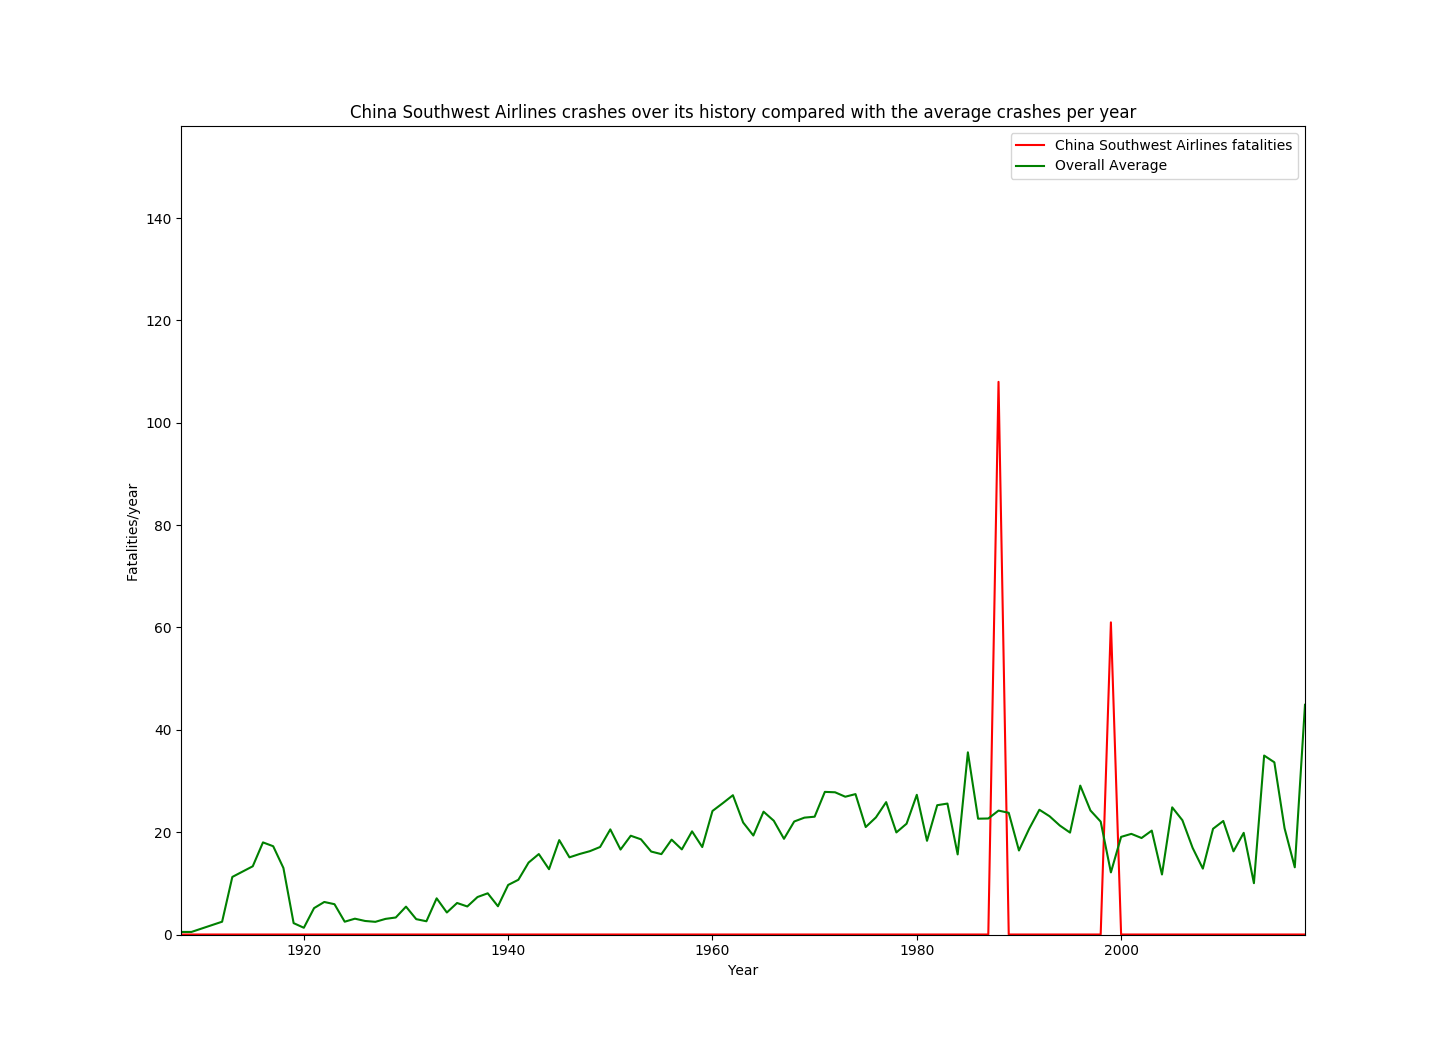 China Southwest Airlines crashes over its history compared with the average crashes per year
China Southwest Airlines fatalities
Overall Average
140
120
100
80
60
40
20
0
Fatalities/year
1920 1940 1960 1980 2000
Year